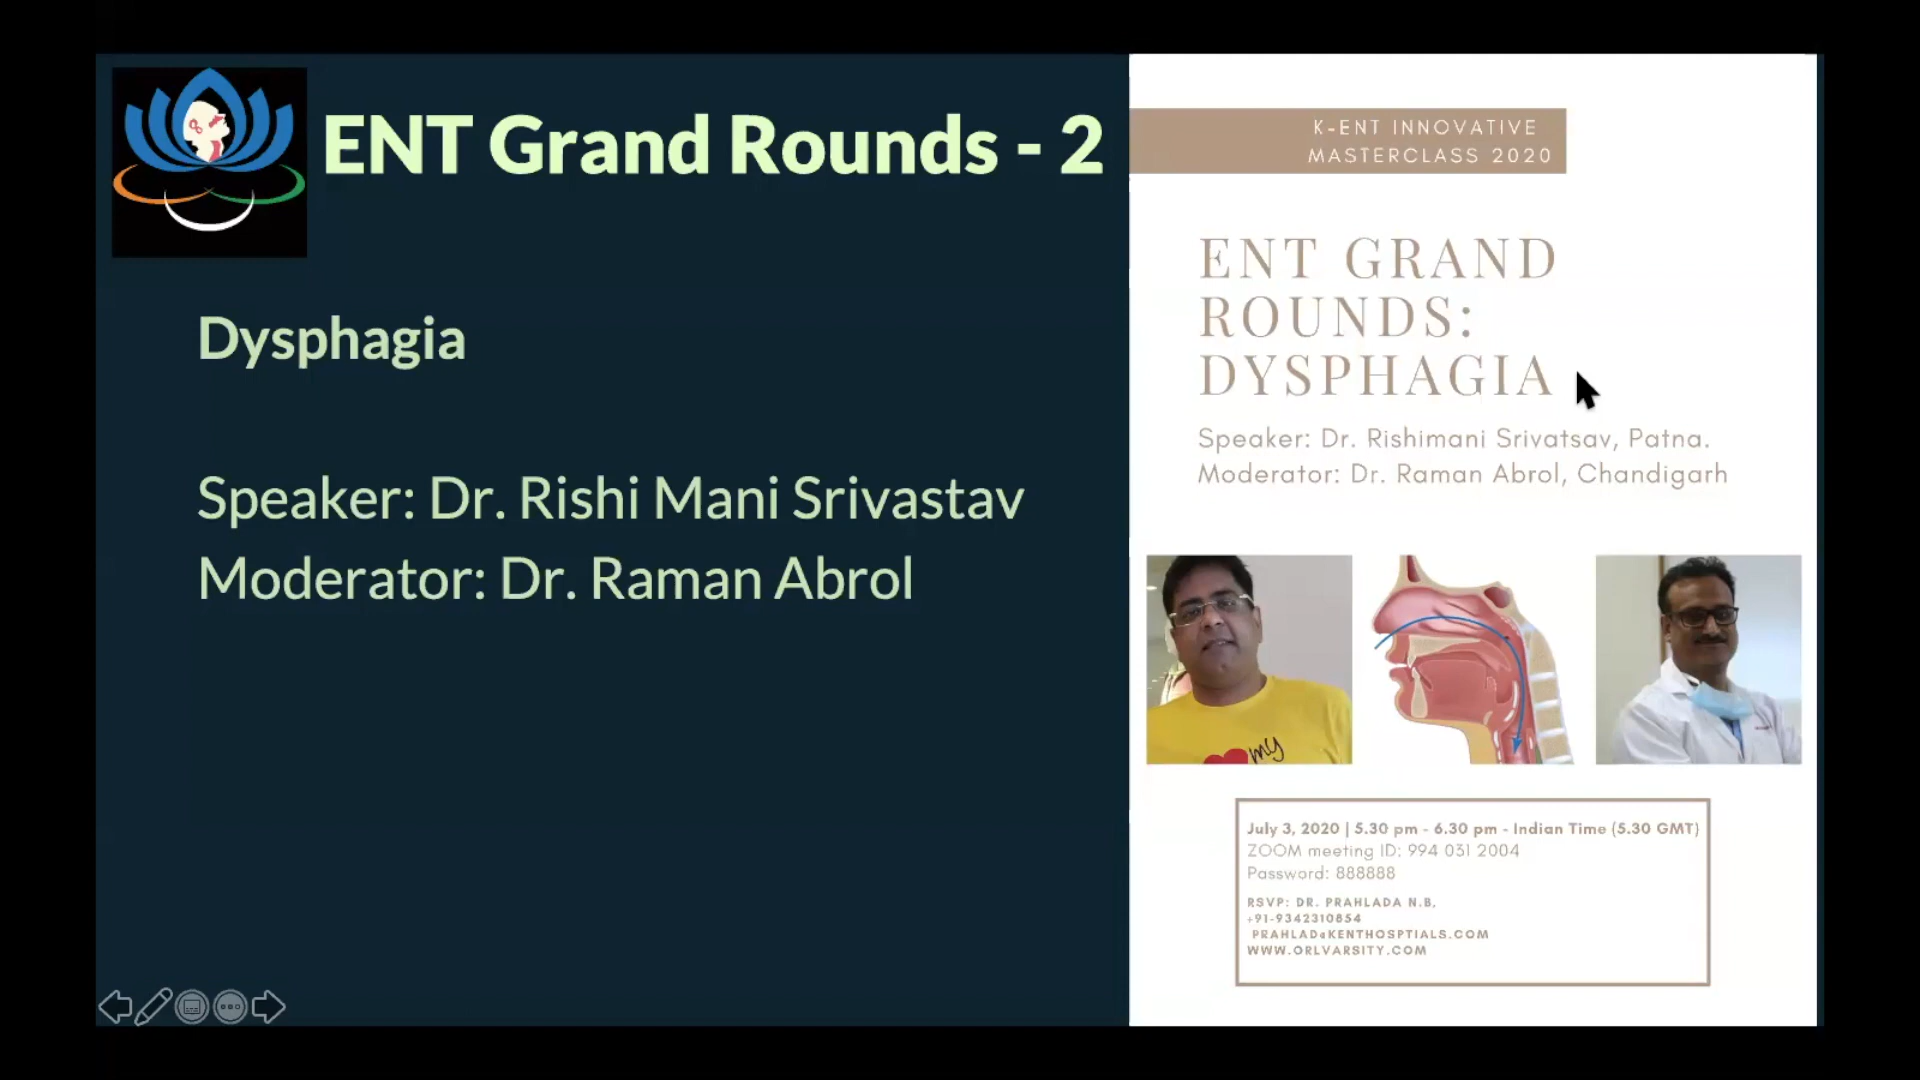 ENT Grand Rounds - 2
Dysphagia
Speaker: Dr. Rishi Mani Srivastav
Moderator: Dr. Raman Abrol
K-ENT INNOVATIVE
MASTERCLASS 2020
ENT GRAND
ROUNDS:
DYSPHAGIA
Speaker: Dr. Rishimani Srivatsav, Patna.
Moderator: Dr. Raman Abrol, Chandigarh
my
July 3, 2020 | 5.30 pm - 6.30 pm - Indian Time (5.30 GMT)
ZOOM meeting ID: 994 031 2004
Password: 888888
RSVP: DR. PRAHLADA N.B,
+91-9342310854
PRAHLAD@KENTHOSPTIALS.COM
WWW.ORLVARSITY.COM